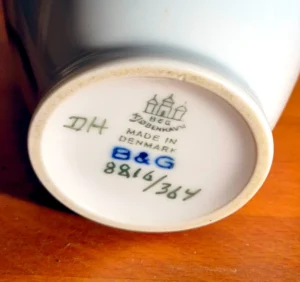 B&G
KJØBENHAVN
DH
MADE IN
DENMARK
B&G
8816/364